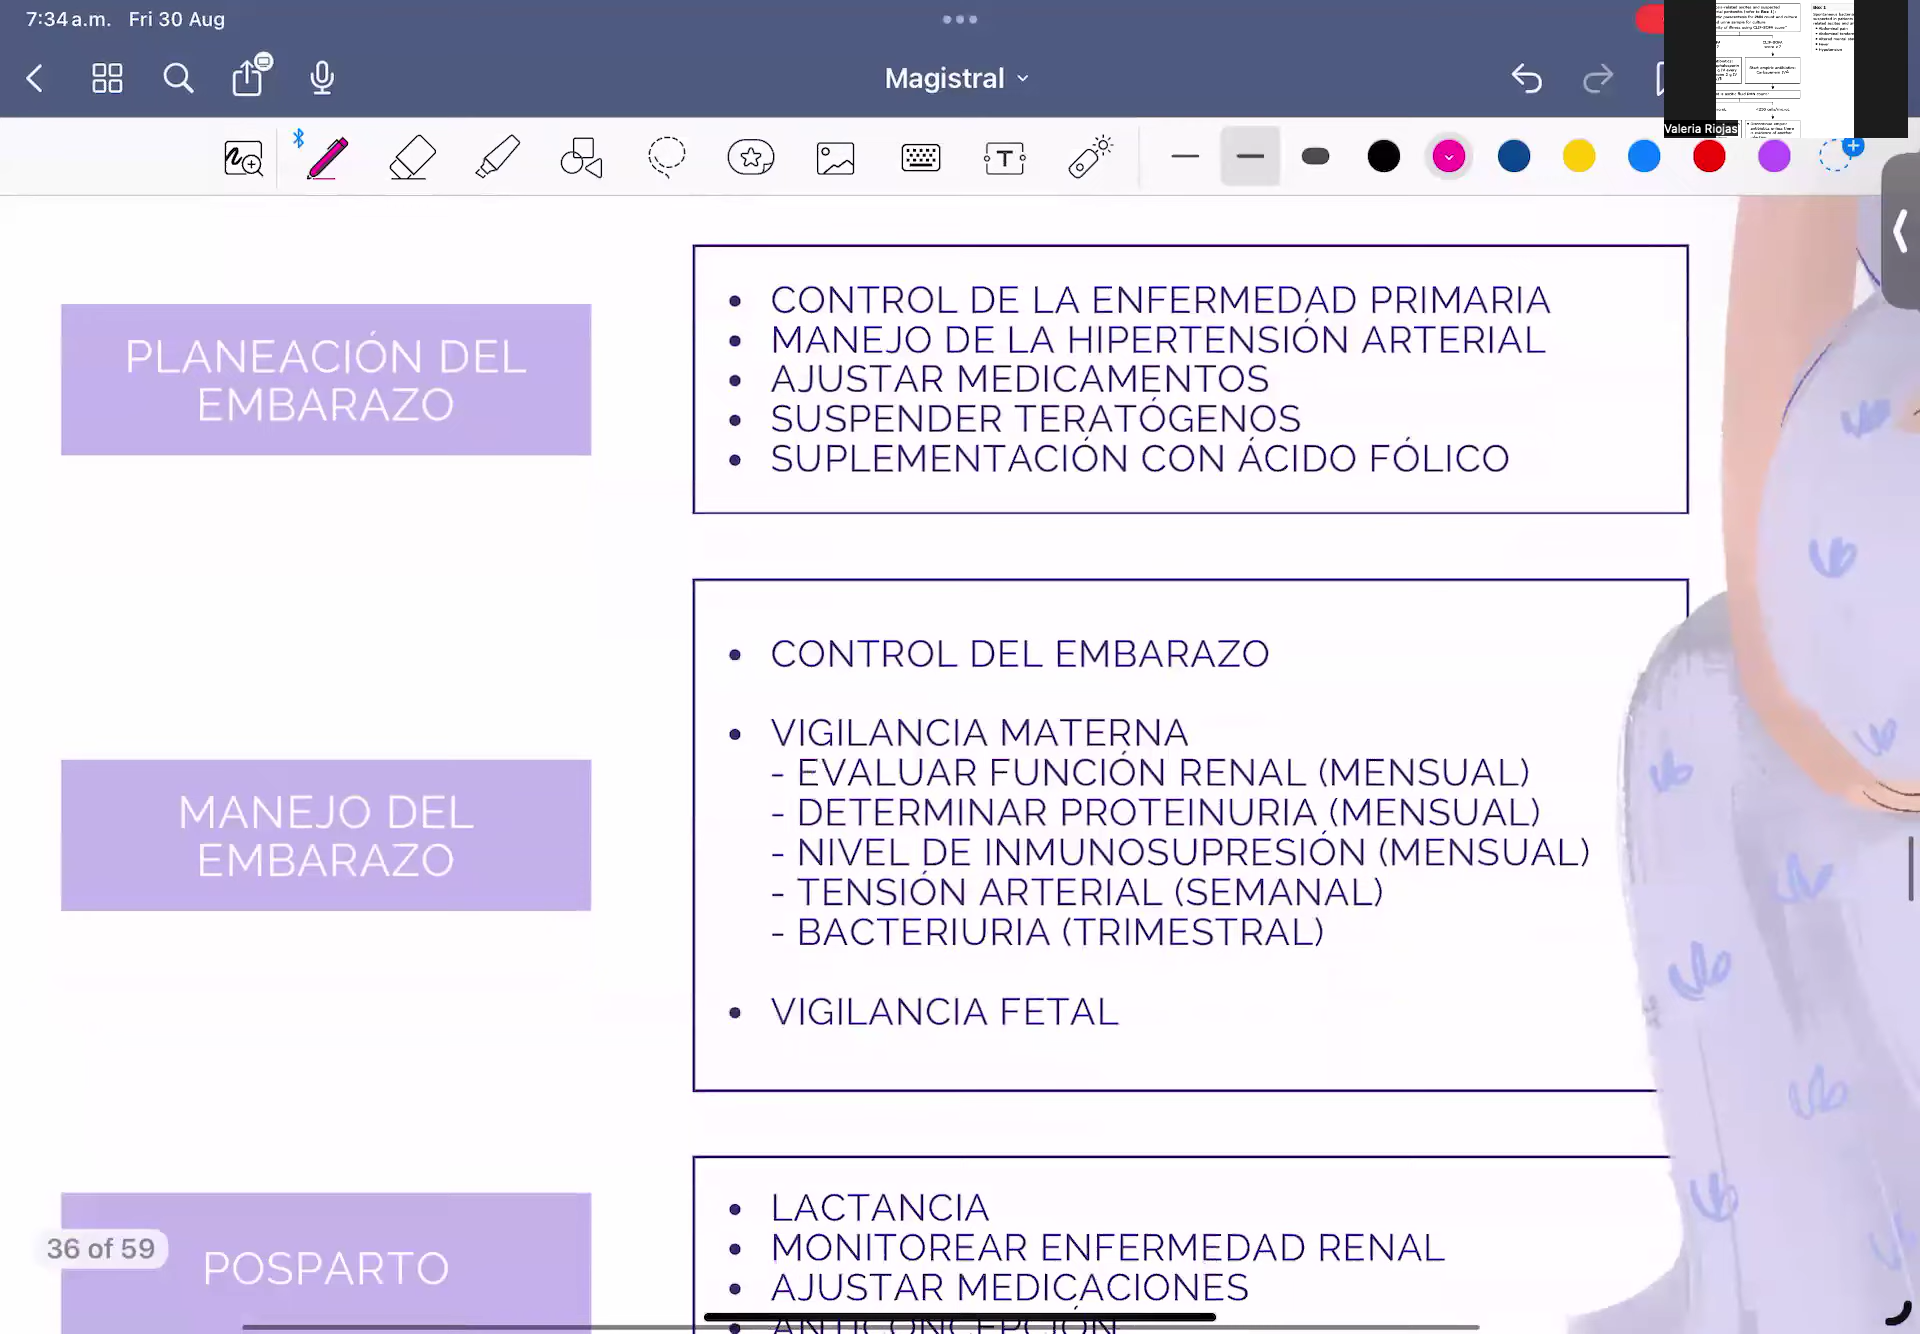 7:34 a.m. Fri 30 Aug
Magistral
Valeria Riojas
Box 1
PLANEACIÓN DEL
EMBARAZO
• CONTROL DE LA ENFERMEDAD PRIMARIA
• MANEJO DE LA HIPERTENSIÓN ARTERIAL
• AJUSTAR MEDICAMENTOS
• SUSPENDER TERATÓGENOS
• SUPLEMENTACIÓN CON ÁCIDO FÓLICO
MANEJO DEL
EMBARAZO
• CONTROL DEL EMBARAZO
• VIGILANCIA MATERNA
- EVALUAR FUNCIÓN RENAL (MENSUAL)
- DETERMINAR PROTEINURIA (MENSUAL)
- NIVEL DE INMUNOSUPRESIÓN (MENSUAL)
- TENSIÓN ARTERIAL (SEMANAL)
- BACTERIURIA (TRIMESTRAL)
• VIGILANCIA FETAL
POSPARTO
• LACTANCIA
• MONITOREAR ENFERMEDAD RENAL
• AJUSTAR MEDICACIONES
• ANTICONCEPCIÓN
36 of 59